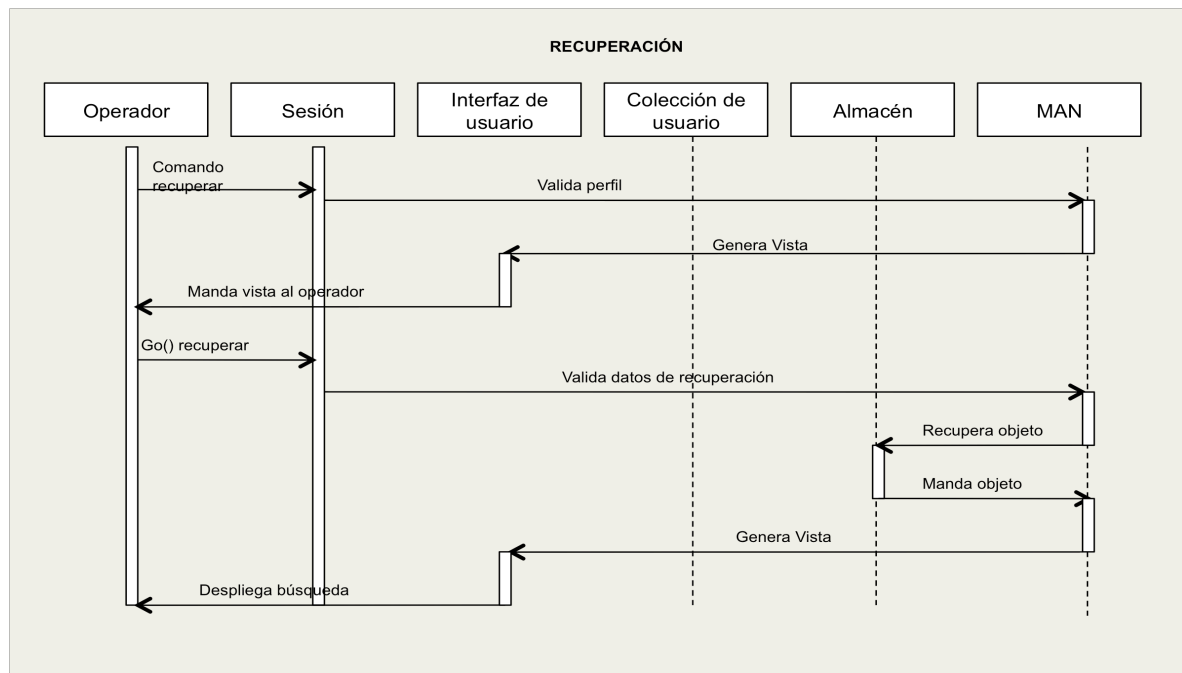 RECUPERACIÓN
Operador
Sesión
Interfaz de
usuario
Colección de
usuario
Almacén
MAN
Comando
recuperar
Valida perfil
Genera Vista
Manda vista al operador
Go() recuperar
Valida datos de recuperación
Recupera objeto
Manda objeto
Genera Vista
Despliega búsqueda